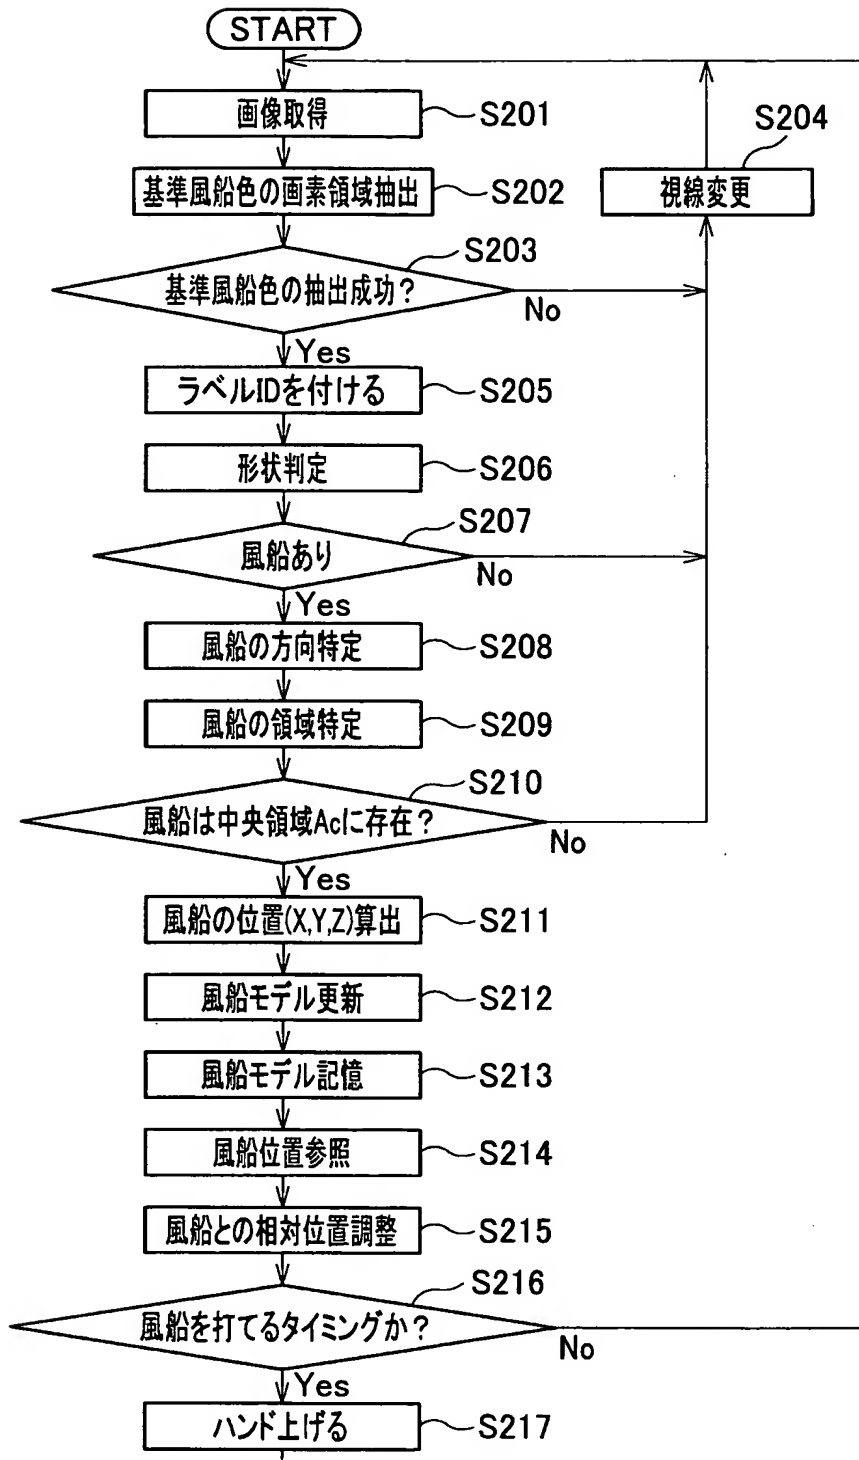 START
画像取得
S201
S204
視線変更
基準風船色の画素領域抽出
S202
S203
基準風船色の抽出成功?
No
Yes
ラベルIDを付ける
S205
形状判定
S206
S207
風船あり
No
Yes
風船の方向特定
S208
風船の領域特定
S209
S210
風船は中央領域Acに存在?
No
Yes
風船の位置(X,Y,Z)算出
S211
風船モデル更新
S212
風船モデル記憶
S213
風船位置参照
S214
風船との相対位置調整
S215
S216
風船を打てるタイミングか?
No
Yes
ハンド上げる
S217